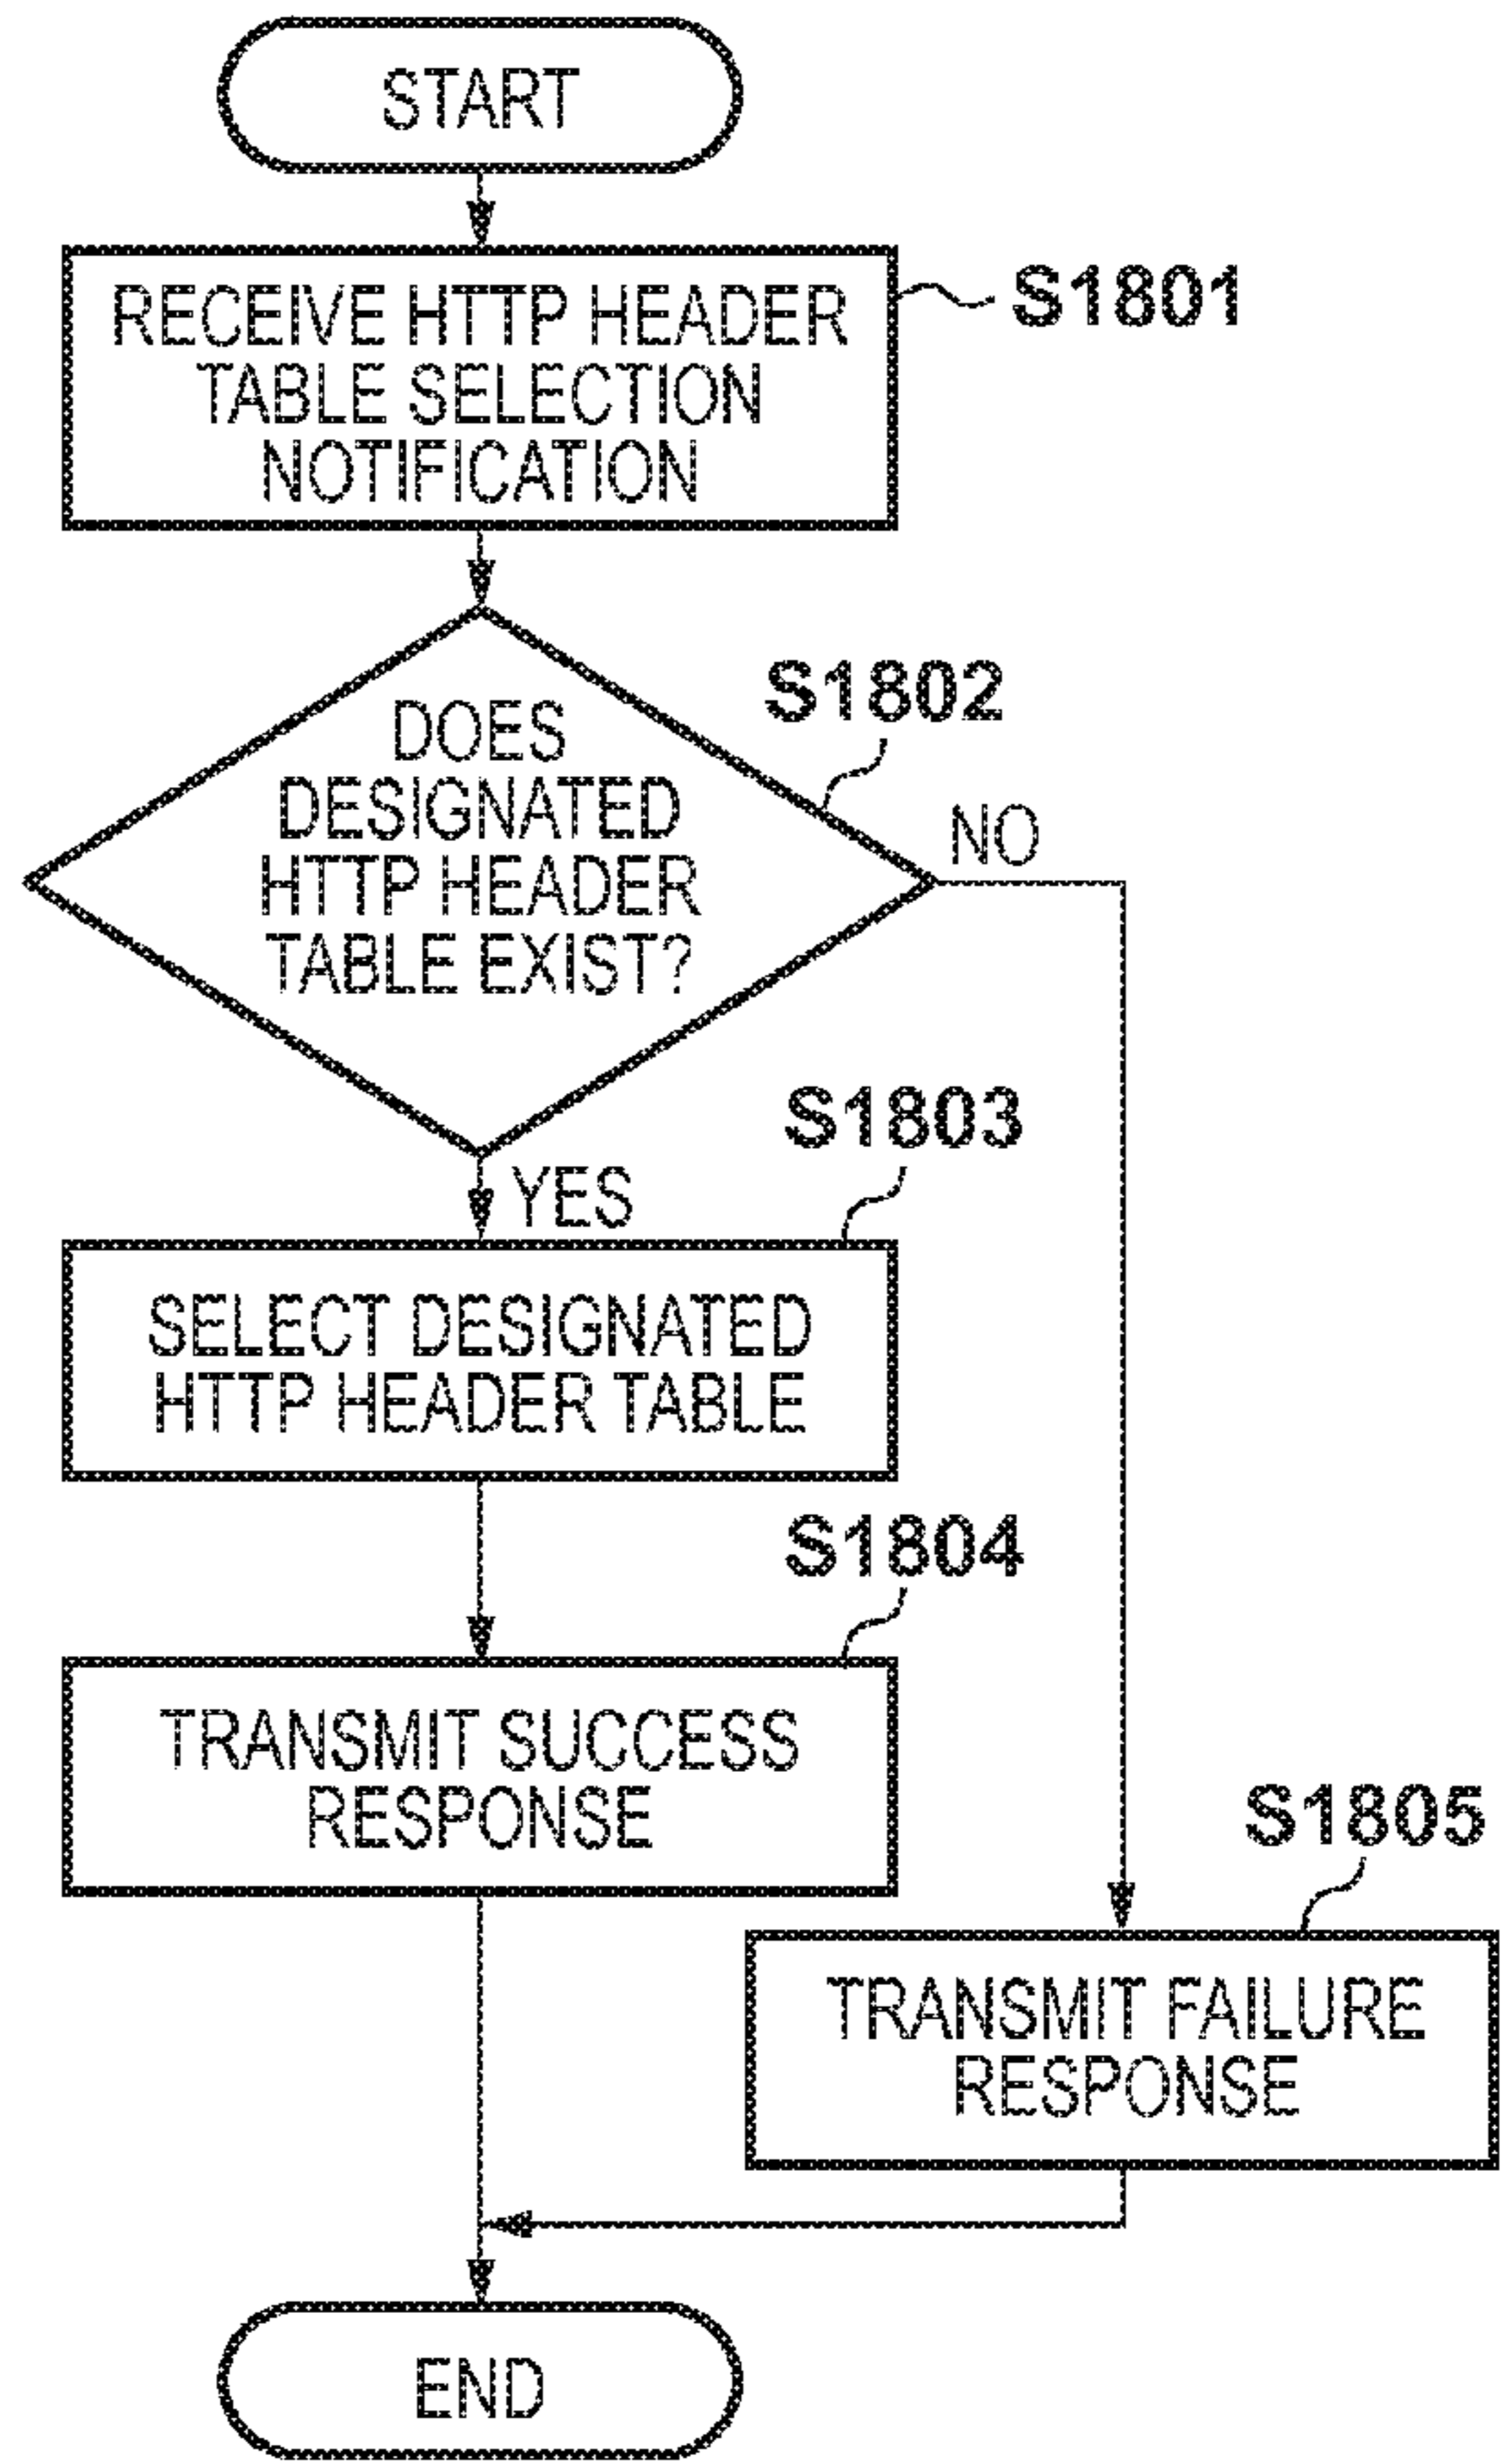 START
RECEIVE HTTP HEADER
TABLE SELECTION
NOTIFICATION
S1801
DOES
DESIGNATED
HTTP HEADER
TABLE EXIST?
S1802
NO
YES
S1803
SELECT DESIGNATED
HTTP HEADER TABLE
S1804
TRANSMIT SUCCESS
RESPONSE
S1805
TRANSMIT FAILURE
RESPONSE
END